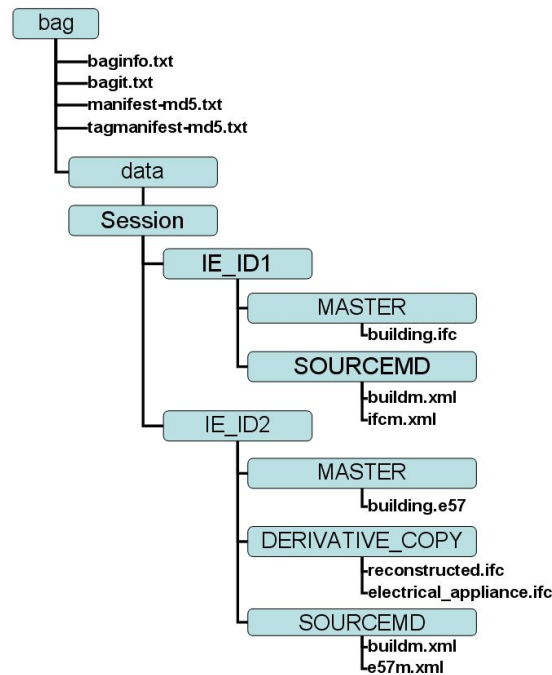 bag
baginfo.txt
bagit.txt
manifest-md5.txt
tagmanifest-md5.txt
data
Session
IE_ID1
MASTER
building.ifc
SOURCEMD
buildm.xml
ifcm.xml
IE_ID2
MASTER
building.e57
DERIVATIVE_COPY
reconstructed.ifc
electrical_appliance.ifc
SOURCEMD
buildm.xml
e57m.xml